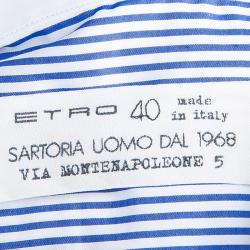 ETRO 40 made in italy
SARTORIA UOMO DAL 1968
VIA MONTENAPOLEONE 5